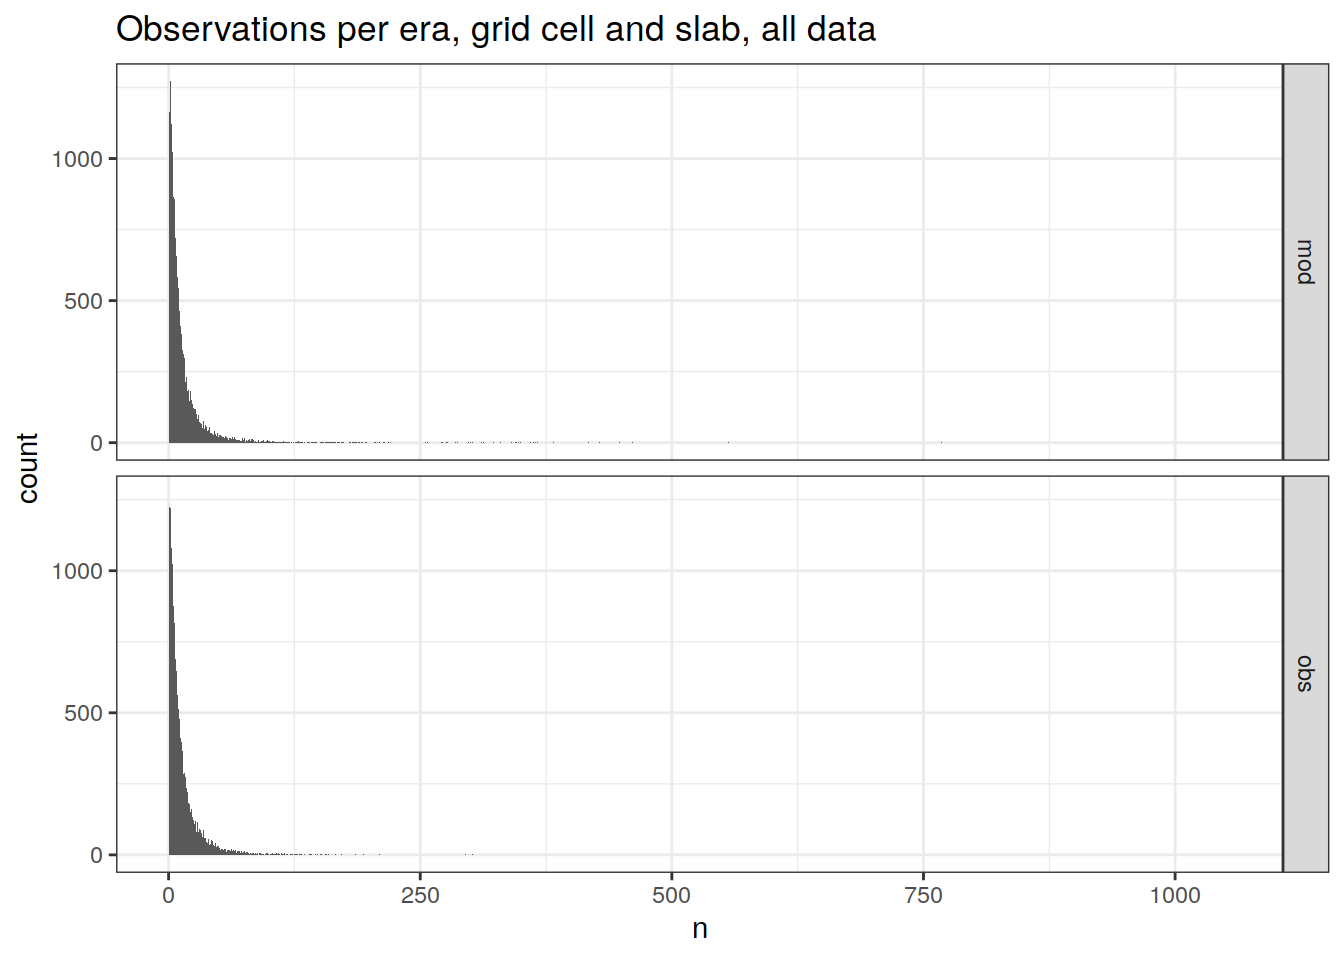 Observations per era, grid cell and slab, all data
count
1000
500
0
mod
1000
500
0
obs
0 250 500 750 1000
n